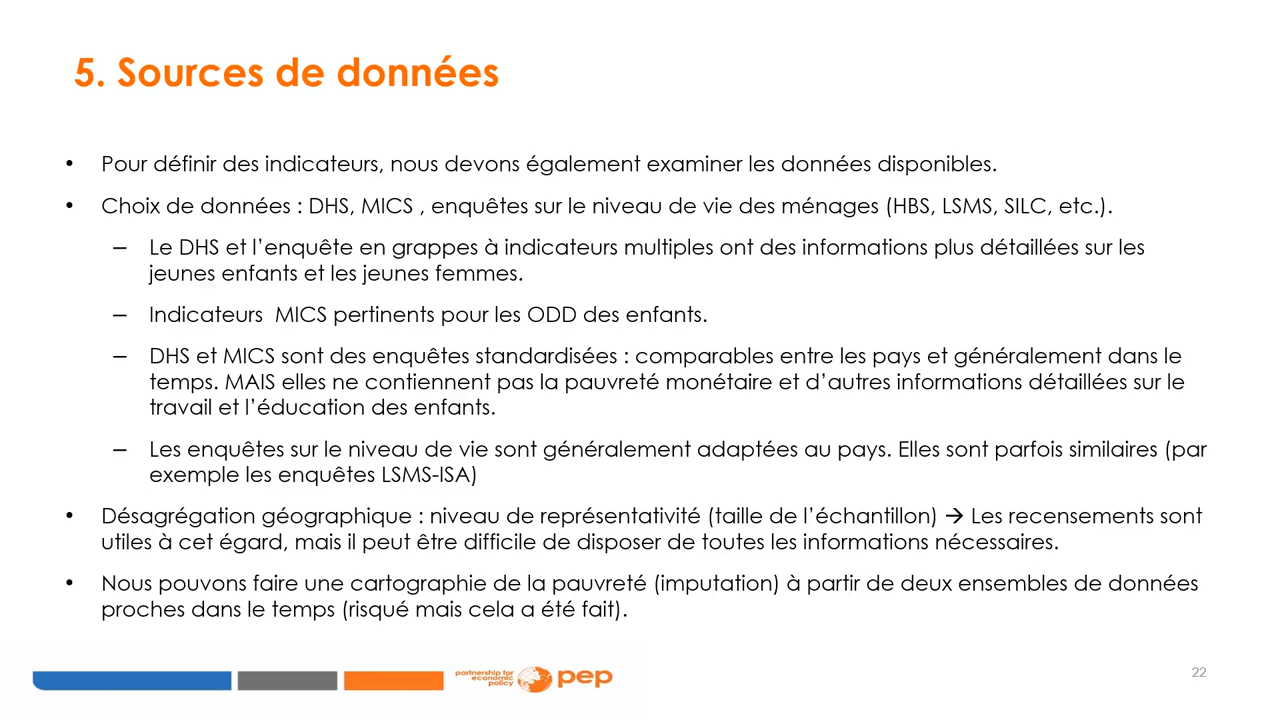 5. Sources de données
• Pour définir des indicateurs, nous devons également examiner les données disponibles.
• Choix de données : DHS, MICS , enquêtes sur le niveau de vie des ménages (HBS, LSMS, SILC, etc.).
– Le DHS et l’enquête en grappes à indicateurs multiples ont des informations plus détaillées sur les
jeunes enfants et les jeunes femmes.
– Indicateurs  MICS pertinents pour les ODD des enfants.
– DHS et MICS sont des enquêtes standardisées : comparables entre les pays et généralement dans le
temps. MAIS elles ne contiennent pas la pauvreté monétaire et d’autres informations détaillées sur le
travail et l’éducation des enfants.
– Les enquêtes sur le niveau de vie sont généralement adaptées au pays. Elles sont parfois similaires (par
exemple les enquêtes LSMS-ISA)
• Désagrégation géographique : niveau de représentativité (taille de l’échantillon) → Les recensements sont
utiles à cet égard, mais il peut être difficile de disposer de toutes les informations nécessaires.
• Nous pouvons faire une cartographie de la pauvreté (imputation) à partir de deux ensembles de données
proches dans le temps (risqué mais cela a été fait).
partnership for
economic
policy
pep
22